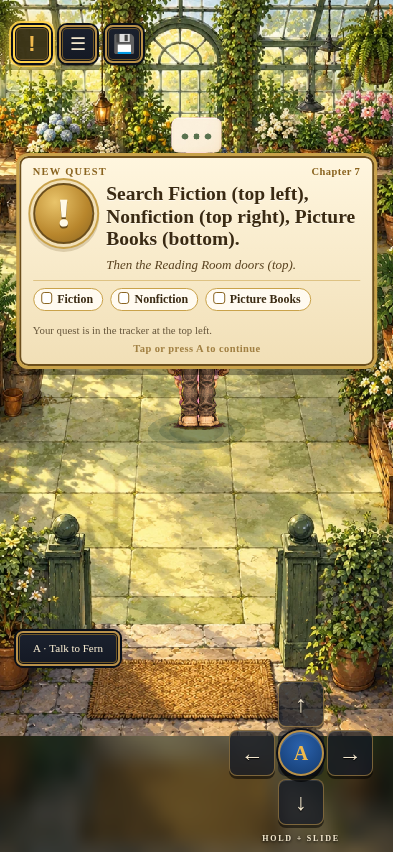 !
NEW QUEST
Chapter 7
!
Search Fiction (top left),
Nonfiction (top right), Picture
Books (bottom).
Then the Reading Room doors (top).
Fiction
Nonfiction
Picture Books
Your quest is in the tracker at the top left.
Tap or press A to continue
A · Talk to Fern
↑
← A →
↓
HOLD + SLIDE